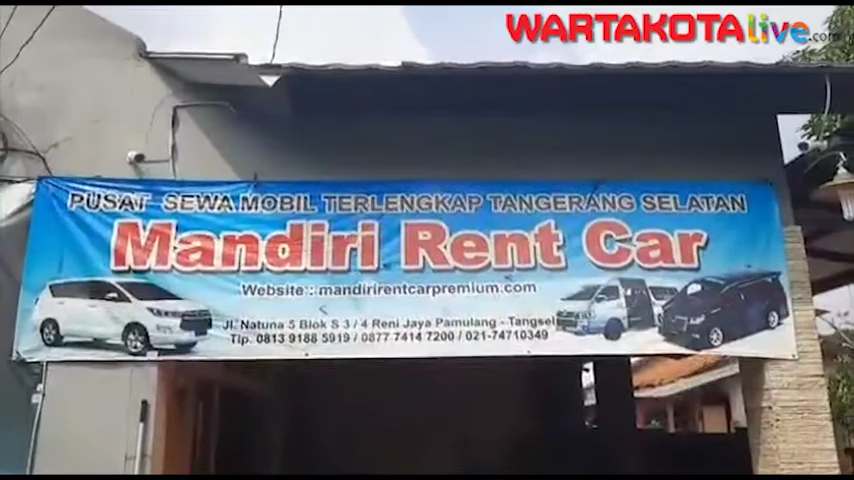 WARTAKOTAlive.com
PUSAT SEWA MOBIL TERLENGKAP TANGERANG SELATAN
Mandiri Rent Car
Website : mandirirentcarpremium.com
JL. Natuna 5 Blok S 3 / 4 Reni Jaya Pamulang - Tangsel
Tlp. 0813 9188 5919 / 0877 7414 7200 / 021-74710349